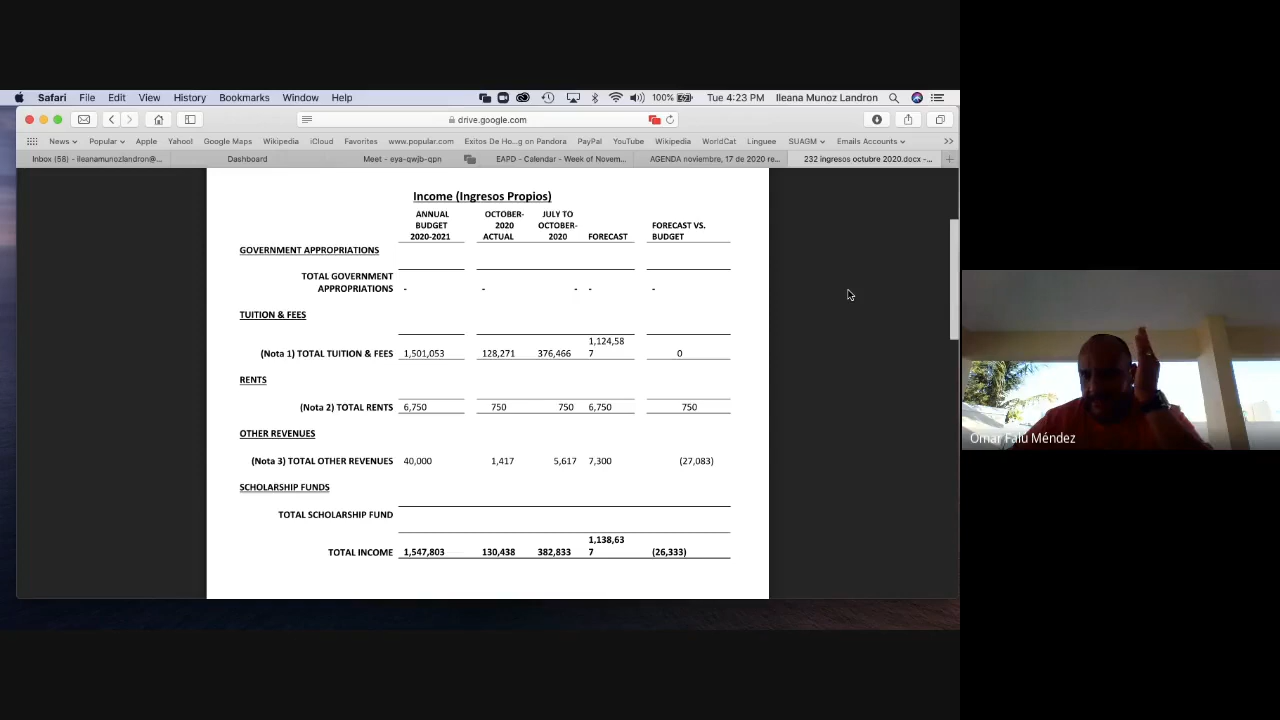 Safari File Edit View History Bookmarks Window Help 100% Tue 4:23 PM Ileana Munoz Landron
drive.google.com
News Popular Apple Yahoo! Google Maps Wikipedia iCloud Favorites www.popular.com Exitos De Ho...g on Pandora PayPal YouTube Wikipedia WorldCat Linguee SUAGM Emails Accounts
Inbox (58) - ileanamunozlandron@... Dashboard Meet - eya-qwjb-qpn EAPD - Calendar - Week of Novem... AGENDA noviembre, 17 de 2020 re... 232 ingresos octubre 2020.docx -...
Income (Ingresos Propios)
ANNUAL OCTOBER- JULY TO
BUDGET 2020 OCTOBER- FORECAST VS.
2020-2021 ACTUAL 2020 FORECAST BUDGET
GOVERNMENT APPROPRIATIONS
TOTAL GOVERNMENT
APPROPRIATIONS - - - - -
TUITION & FEES
1,124,58
(Nota 1) TOTAL TUITION & FEES 1,501,053 128,271 376,466 7 0
RENTS
(Nota 2) TOTAL RENTS 6,750 750 750 6,750 750
OTHER REVENUES
(Nota 3) TOTAL OTHER REVENUES 40,000 1,417 5,617 7,300 (27,083)
SCHOLARSHIP FUNDS
TOTAL SCHOLARSHIP FUND
1,138,63
TOTAL INCOME 1,547,803 130,438 382,833 7 (26,333)
Omar Falú Méndez